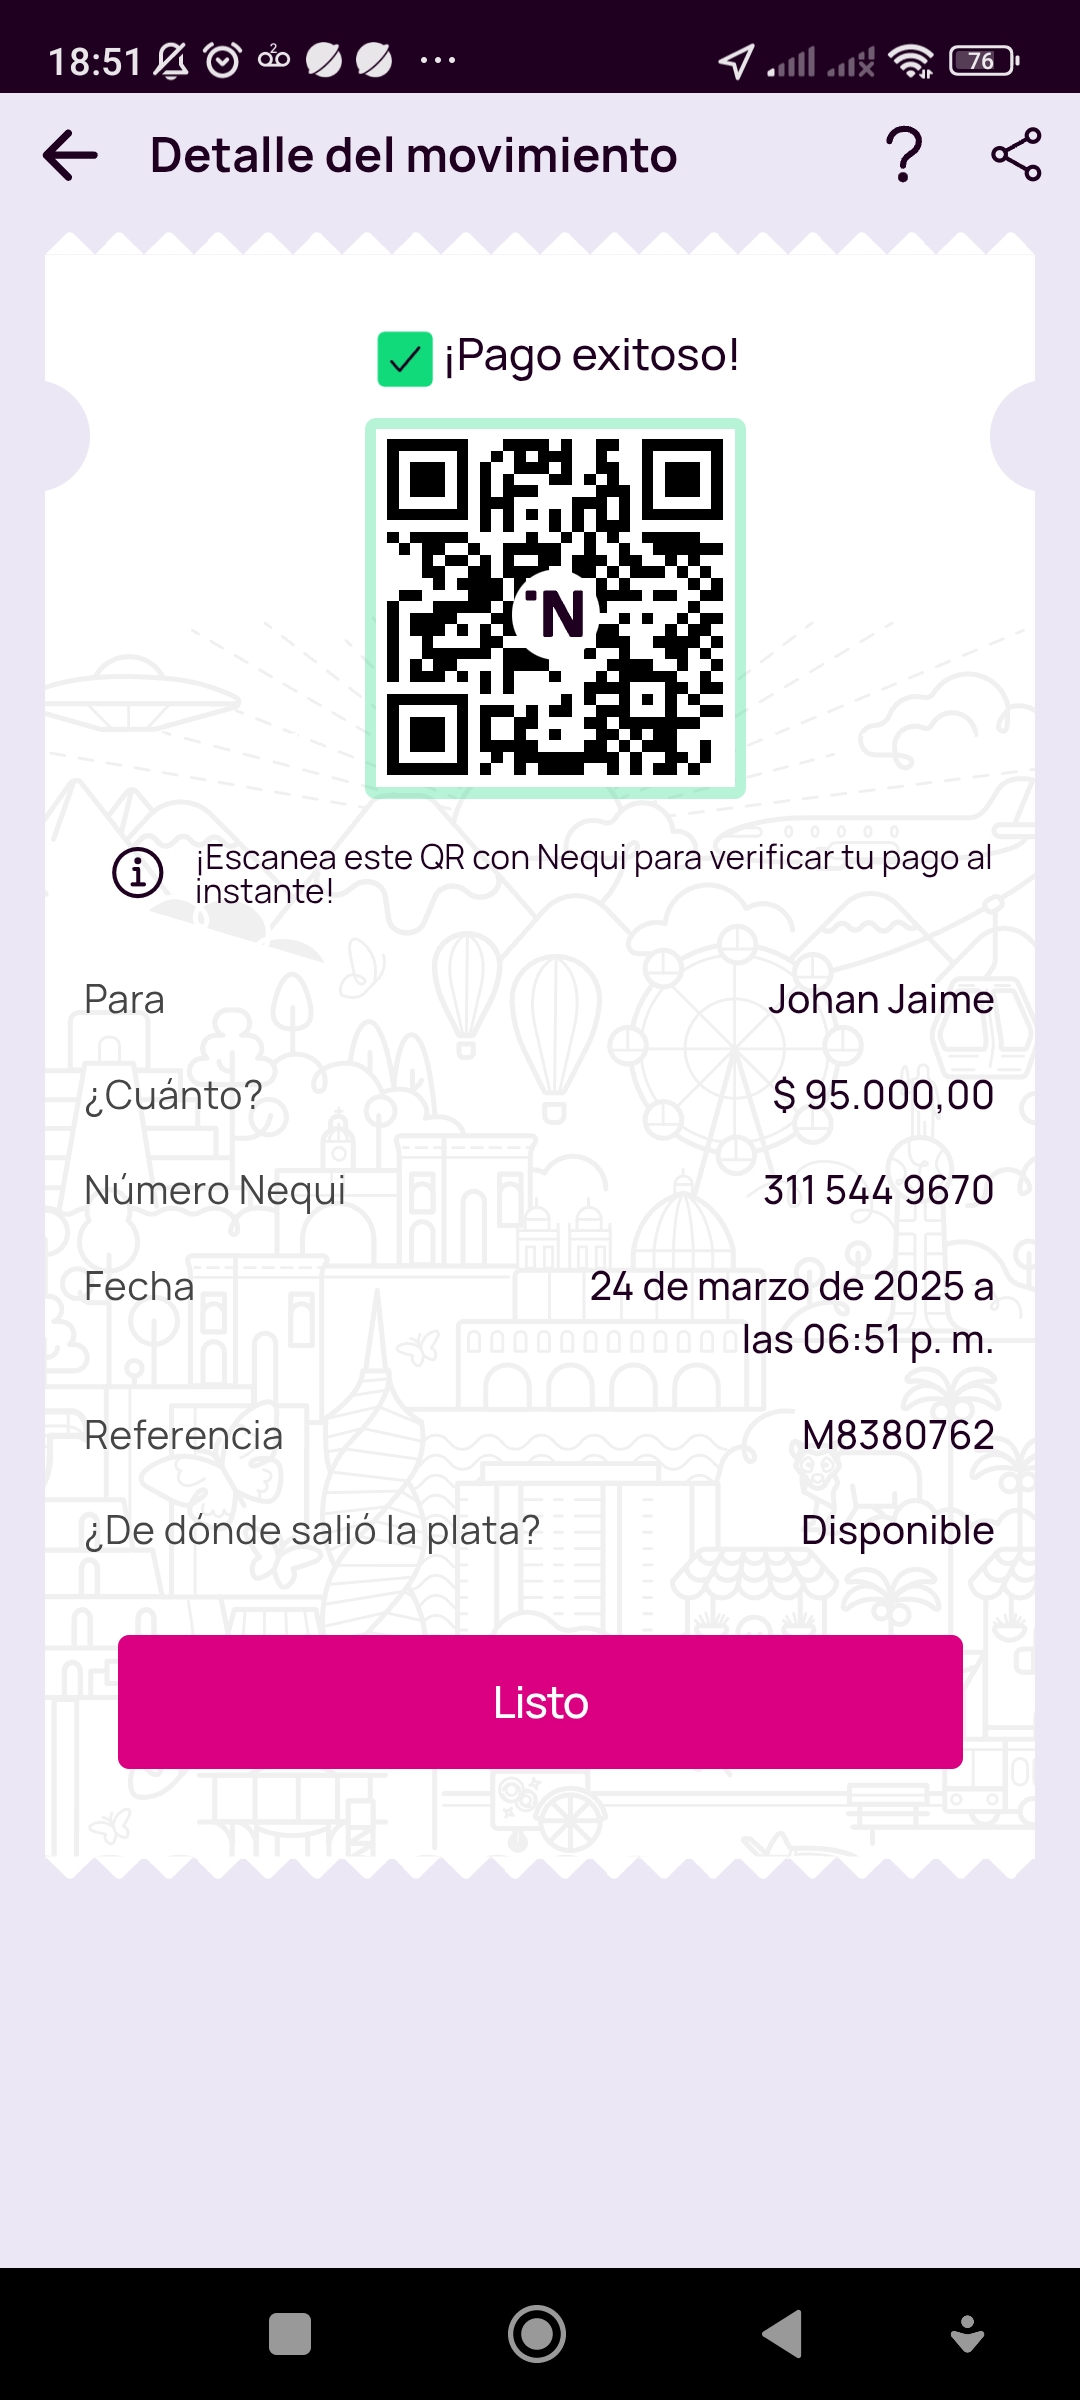 18:51
2
76
Detalle del movimiento
¡Pago exitoso!
N
¡Escanea este QR con Nequi para verificar tu pago al
instante!
Para Johan Jaime
¿Cuánto? $ 95.000,00
Número Nequi 311 544 9670
Fecha 24 de marzo de 2025 a
las 06:51 p. m.
Referencia M8380762
¿De dónde salió la plata? Disponible
Listo